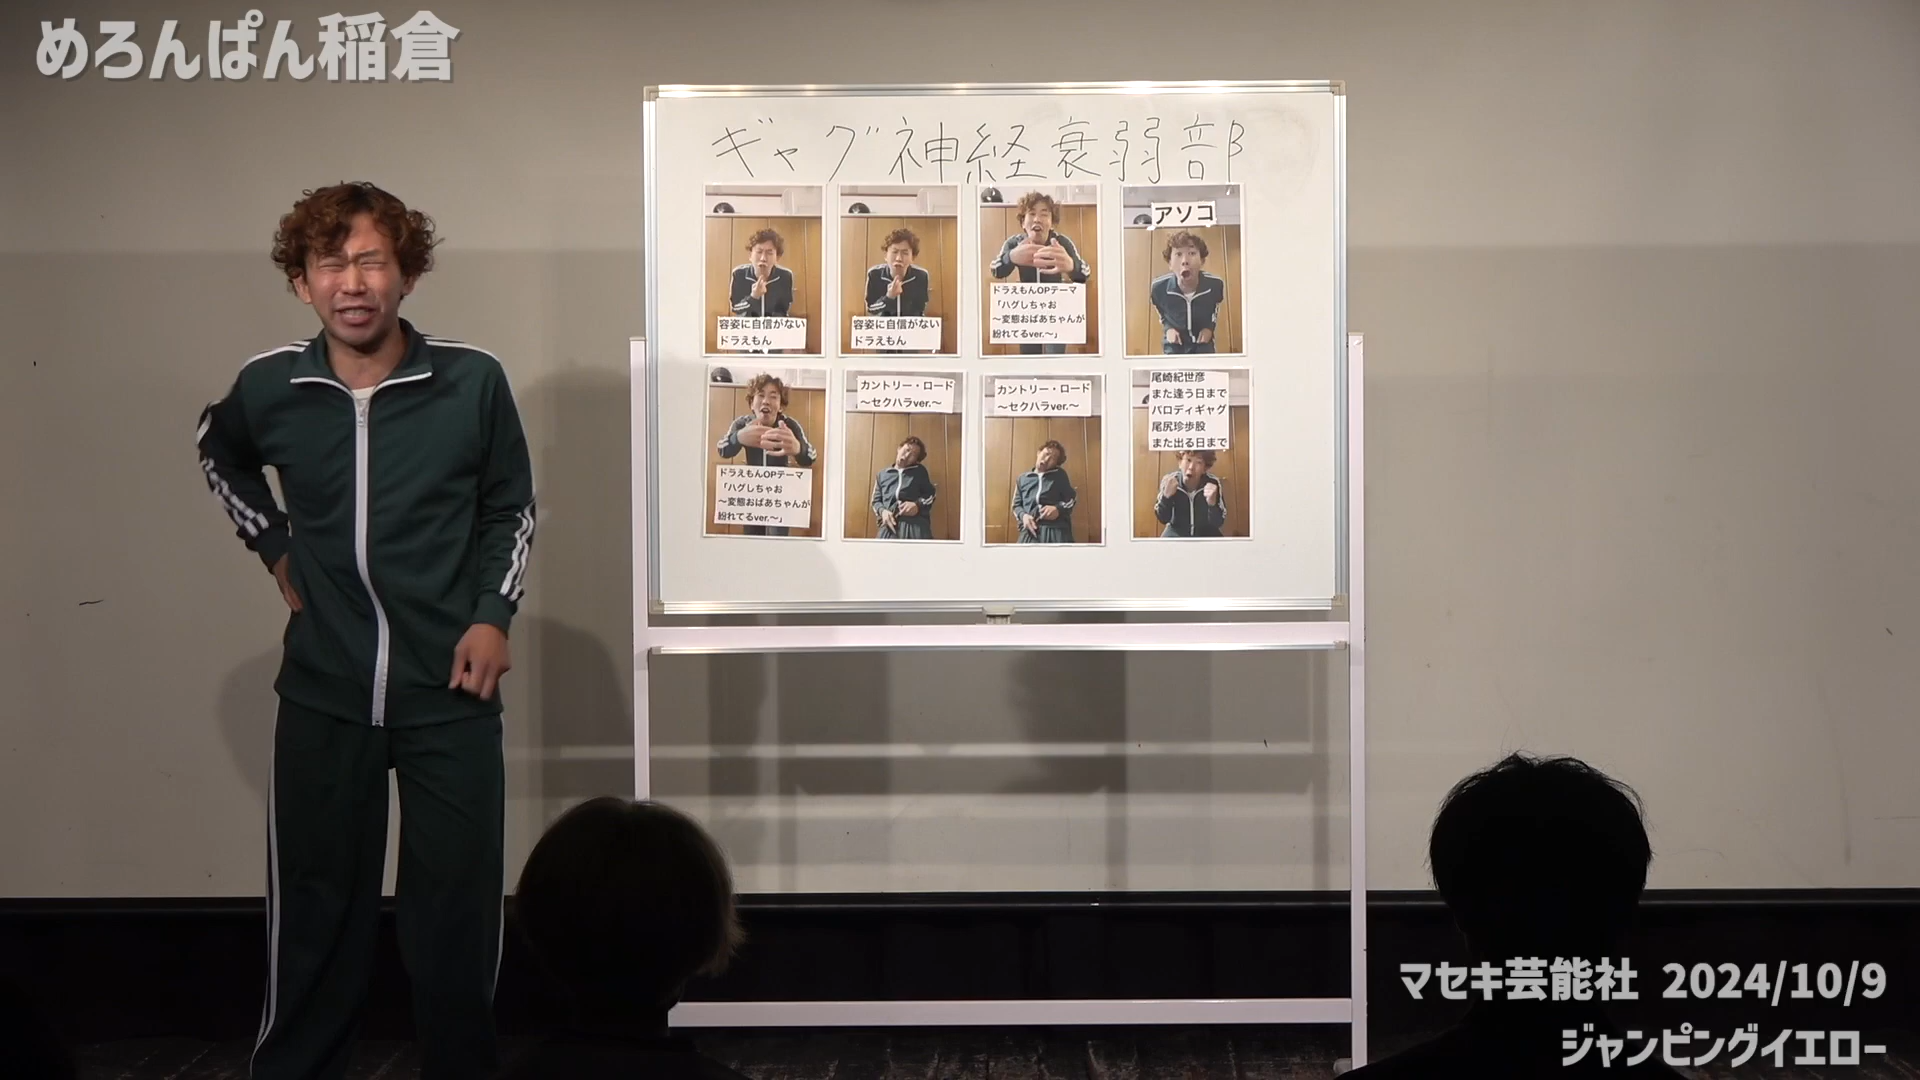 めろんぱん稲倉
ギャグ神経衰弱部
容姿に自信がない
ドラえもん
容姿に自信がない
ドラえもん
ドラえもんOPテーマ
「ハグしちゃお
〜変態おばあちゃんが
紛れてるver.〜」
アソコ
ドラえもんOPテーマ
「ハグしちゃお
〜変態おばあちゃんが
紛れてるver.〜」
カントリー・ロード
〜セクハラver.〜
カントリー・ロード
〜セクハラver.〜
尾崎紀世彦
また逢う日まで
パロディギャグ
尾尻珍歩股
また出る日まで
マセキ芸能社 2024/10/9
ジャンピングイエロー